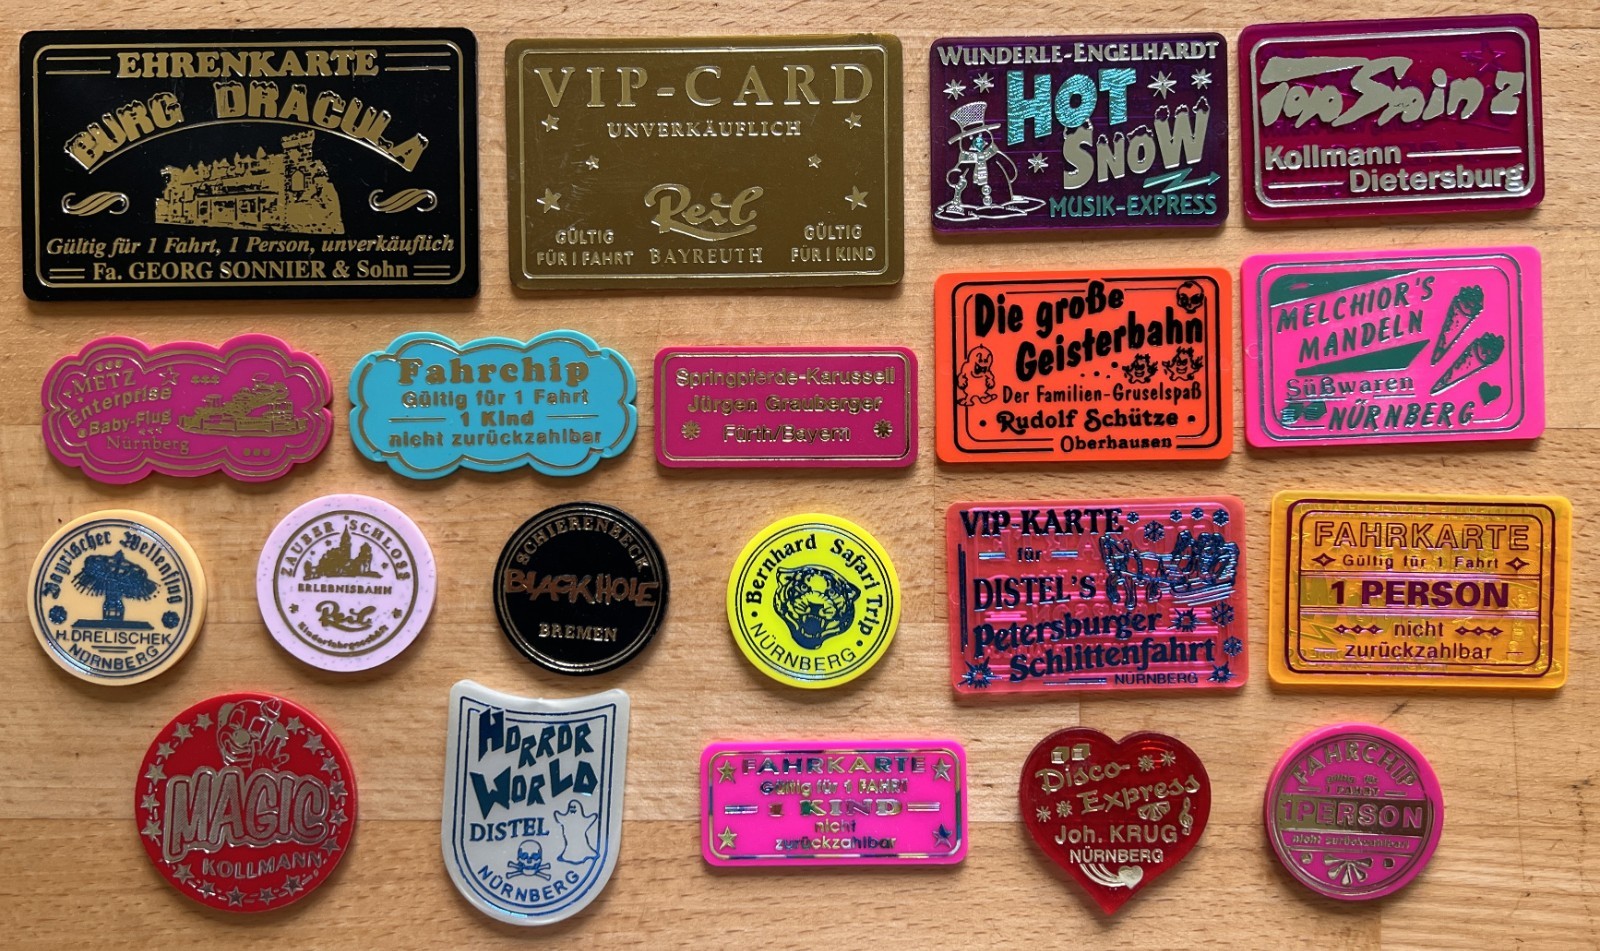 EHRENKARTE
BURG DRACULA
Gültig für 1 Fahrt, 1 Person, unverkäuflich
Fa. GEORG SONNIER & Sohn
VIP-CARD
UNVERKÄUFLICH
Reil
GÜLTIG
FÜR 1 FAHRT
BAYREUTH
GÜLTIG
FÜR 1 KIND
WUNDERLE-ENGELHARDT
HOT
SNOW
MUSIK-EXPRESS
Top Spin 2
Kollmann
Dietersburg
METZ
Enterprise
Baby-Flug
Nürnberg
Fahrchip
Gültig für 1 Fahrt
1 Kind
nicht zurückzahlbar
Springpferde-Karussell
Jürgen Grauberger
Fürth/Bayern
Die große
Geisterbahn
Der Familien-Gruselspaß
Rudolf Schütze
Oberhausen
MELCHIOR'S
MANDELN
Süßwaren
NÜRNBERG
Bayrischer Wellenflug
H. DRELISCHEK
NÜRNBERG
ZAUBER SCHLOSS
ERLEBNISBAHN
Reil
Kinderfahrgeschäft
SCHIERENBECK
BLACK HOLE
BREMEN
Bernhard Safari Trip
NÜRNBERG
VIP-KARTE
für
DISTEL'S
Petersburger
Schlittenfahrt
NÜRNBERG
FAHRKARTE
Gültig für 1 Fahrt
1 PERSON
nicht
zurückzahlbar
MAGIC
KOLLMANN
HORROR
WORLD
DISTEL
NÜRNBERG
FAHRKARTE
Gültig für 1 FAHRT
1 KIND
nicht
zurückzahlbar
Disco-
Express
Joh. KRUG
NÜRNBERG
FAHRCHIP
gültig für
1 FAHRT
1 PERSON
nicht zurückzahlbar